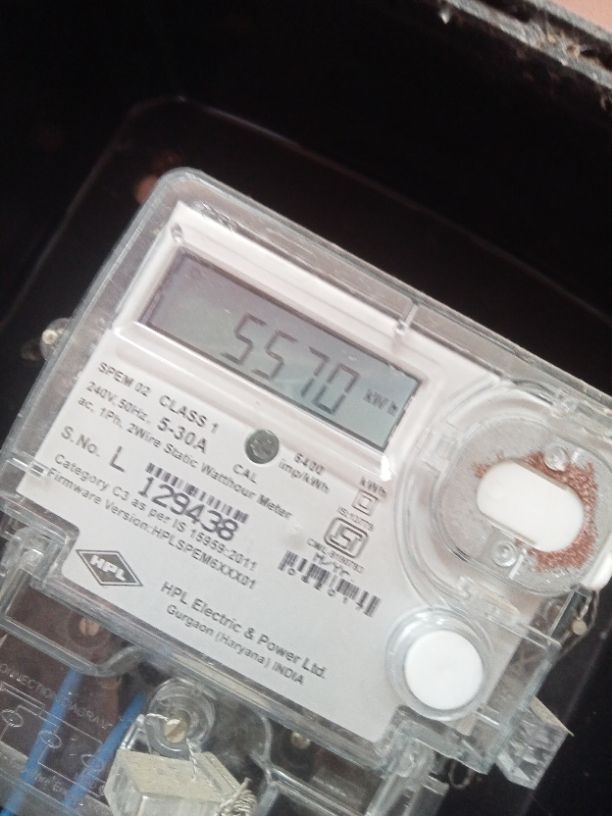 5570 kWh
SPEM 02 CLASS 1
240V, 50Hz, 5-30A
ac, 1Ph, 2Wire Static Watthour Meter
CAL
6400
imp/kWh
kWh
S.No. L 129438
Category C3 as per IS 15959:2011
Firmware Version:HPLSPEM6XXX01
HPL
HPL Electric & Power Ltd.
Gurgaon (Haryana) INDIA